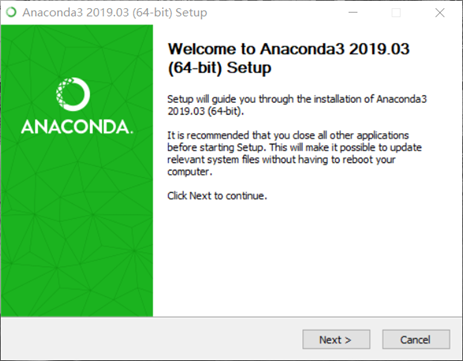 Anaconda3 2019.03 (64-bit) Setup
Welcome to Anaconda3 2019.03
(64-bit) Setup
ANACONDA.
Setup will guide you through the installation of Anaconda3
2019.03 (64-bit).
It is recommended that you close all other applications
before starting Setup. This will make it possible to update
relevant system files without having to reboot your
computer.
Click Next to continue.
Next >
Cancel